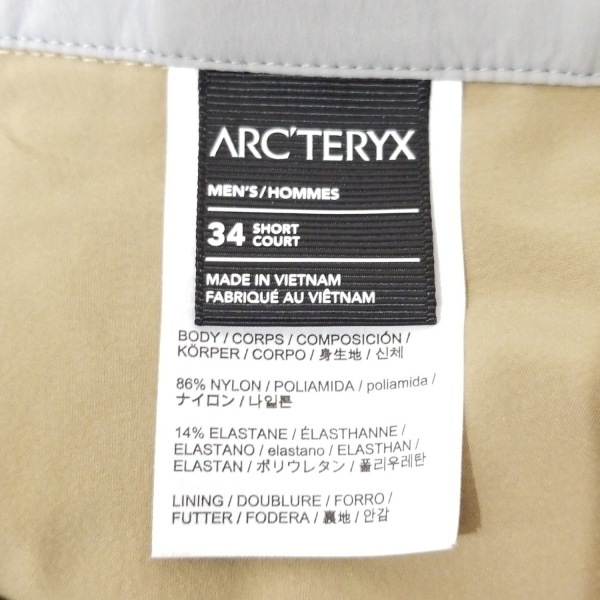 ARC'TERYX
MEN'S/HOMMES
34 SHORT
COURT
MADE IN VIETNAM
FABRIQUÉ AU VIÊTNAM
BODY / CORPS / COMPOSICIÓN /
KÖRPER / CORPO / 身生地 / 신체
86% NYLON / POLIAMIDA / poliamida /
ナイロン / 나일론
14% ELASTANE / ÉLASTHANNE /
ELASTANO / elastano / ELASTHAN /
ELASTAN / ポリウレタン / 폴리우레탄
LINING / DOUBLURE / FORRO /
FUTTER / FODERA / 裏地 / 안감